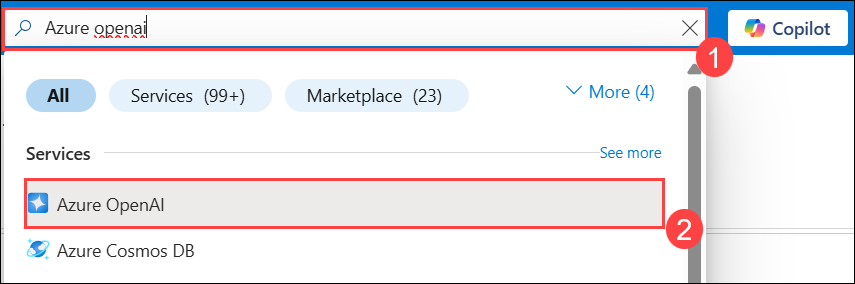 Azure openai
Copilot
1
All Services (99+) Marketplace (23) More (4)
Services See more
Azure OpenAI
2
Azure Cosmos DB